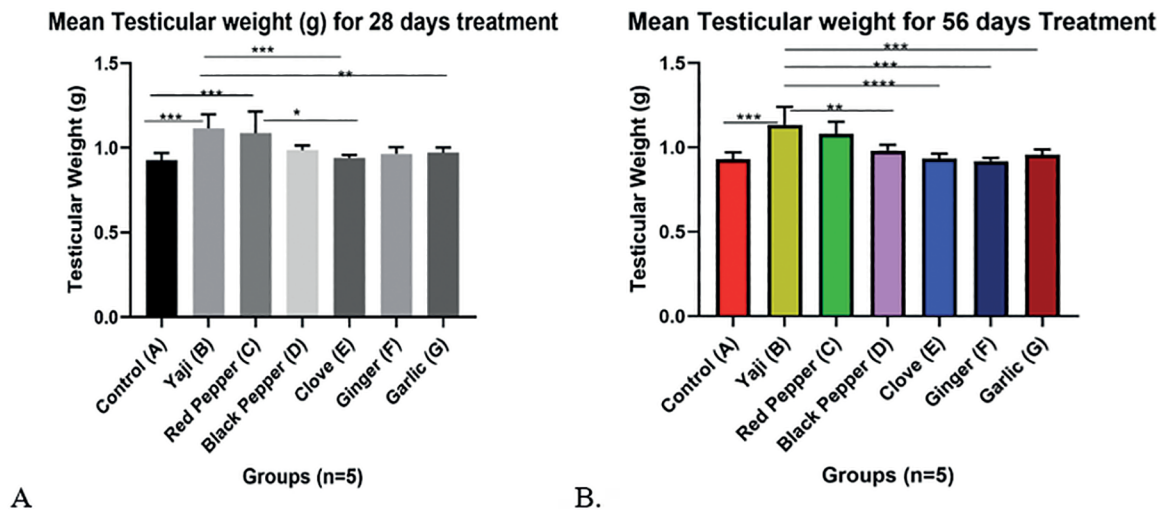 Mean Testicular weight (g) for 28 days treatment
***
**
***
***
*
1.5
1.0
0.5
0.0
Testicular Weight (g)
Control (A)
Yaji (B)
Red Pepper (C)
Black Pepper (D)
Clove (E)
Ginger (F)
Garlic (G)
Groups (n=5)
A
Mean Testicular weight for 56 days Treatment
***
***
****
**
***
1.5
1.0
0.5
0.0
Testicular Weight (g)
Control (A)
Yaji (B)
Red Pepper (C)
Black Pepper (D)
Clove (E)
Ginger (F)
Garlic (G)
Groups (n=5)
B.